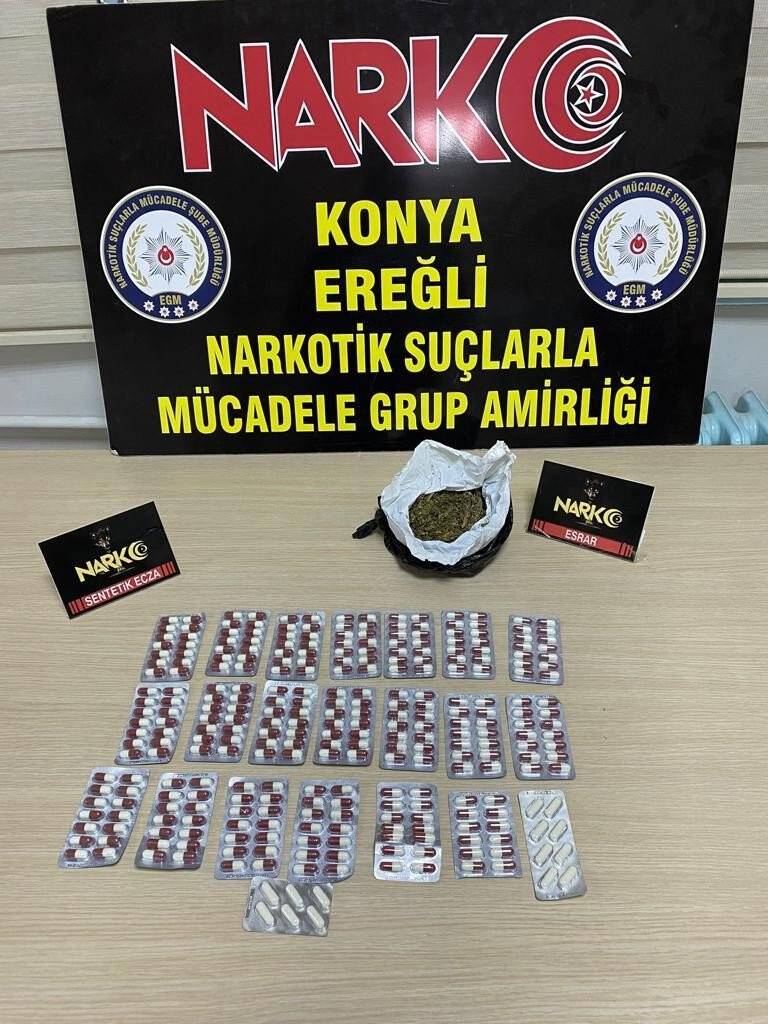 NARKO
NARKOTİK SUÇLARLA MÜCADELE ŞUBE MÜDÜRLÜĞÜ
EGM
NARKOTİK SUÇLARLA MÜCADELE ŞUBE MÜDÜRLÜĞÜ
EGM
KONYA
EREĞLİ
NARKOTİK SUÇLARLA
MÜCADELE GRUP AMİRLİĞİ
NARKO
SENTETİK ECZA
NARKO
ESRAR